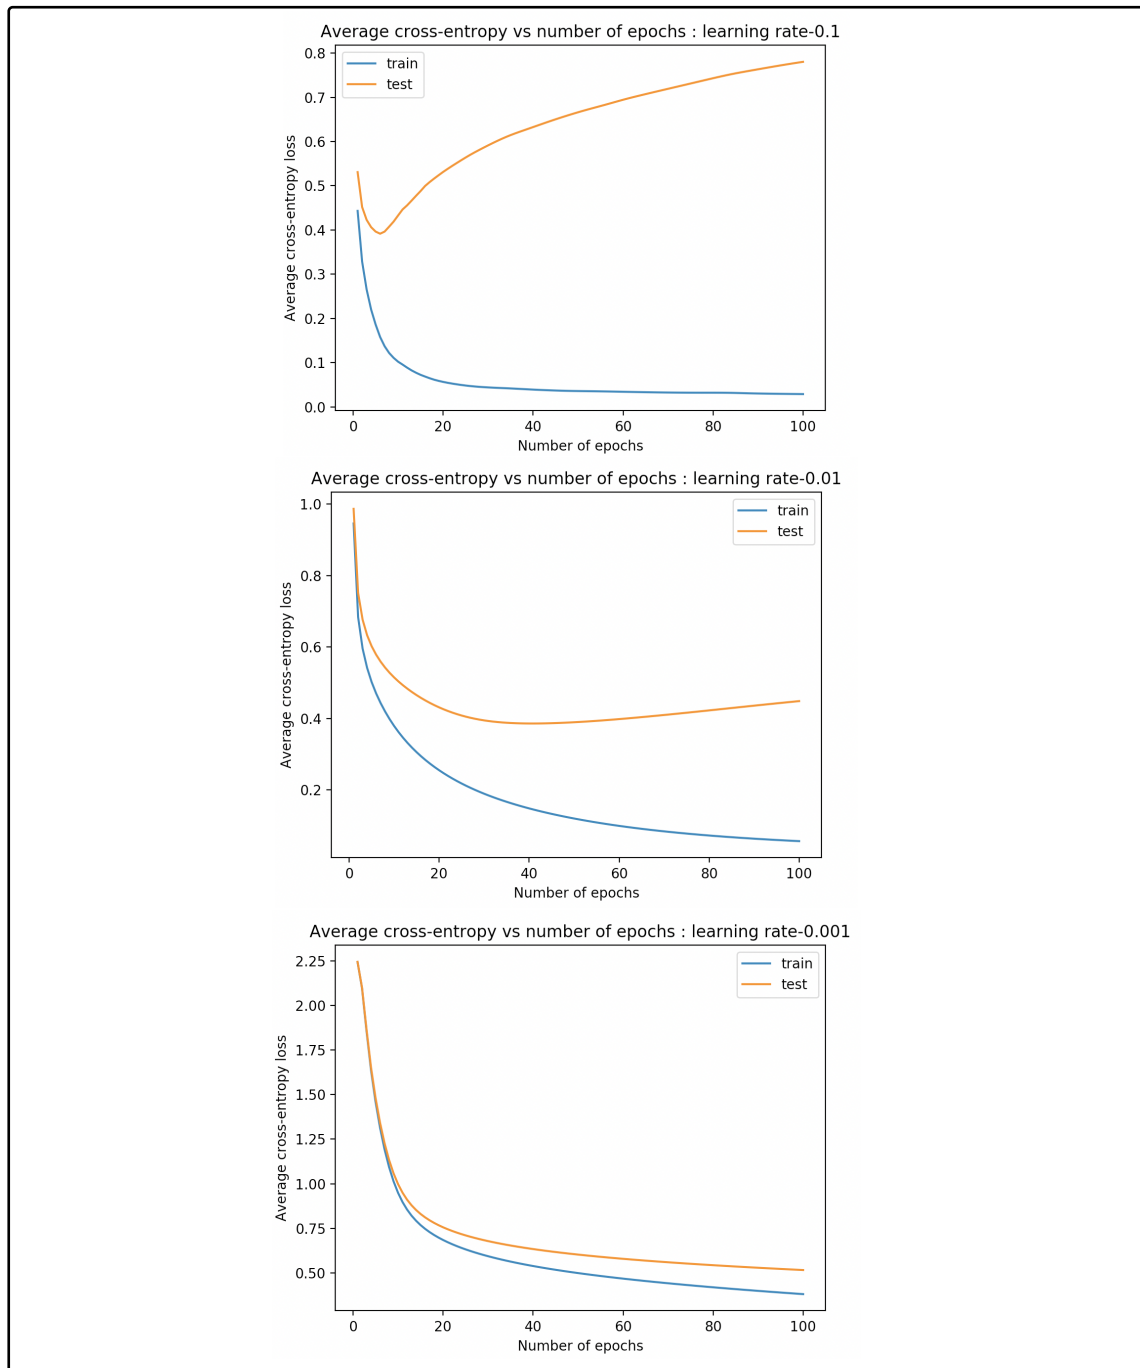 Average cross-entropy vs number of epochs : learning rate-0.1
train
test
Average cross-entropy loss
0.8
0.7
0.6
0.5
0.4
0.3
0.2
0.1
0.0
0 20 40 60 80 100
Number of epochs
Average cross-entropy vs number of epochs : learning rate-0.01
train
test
Average cross-entropy loss
1.0
0.8
0.6
0.4
0.2
0 20 40 60 80 100
Number of epochs
Average cross-entropy vs number of epochs : learning rate-0.001
train
test
Average cross-entropy loss
2.25
2.00
1.75
1.50
1.25
1.00
0.75
0.50
0 20 40 60 80 100
Number of epochs